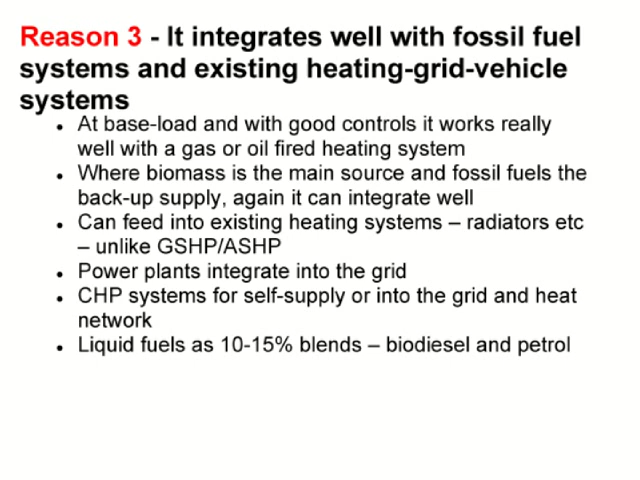 Reason 3 - It integrates well with fossil fuel
systems and existing heating-grid-vehicle
systems
• At base-load and with good controls it works really
well with a gas or oil fired heating system
• Where biomass is the main source and fossil fuels the
back-up supply, again it can integrate well
• Can feed into existing heating systems – radiators etc
– unlike GSHP/ASHP
• Power plants integrate into the grid
• CHP systems for self-supply or into the grid and heat
network
• Liquid fuels as 10-15% blends – biodiesel and petrol